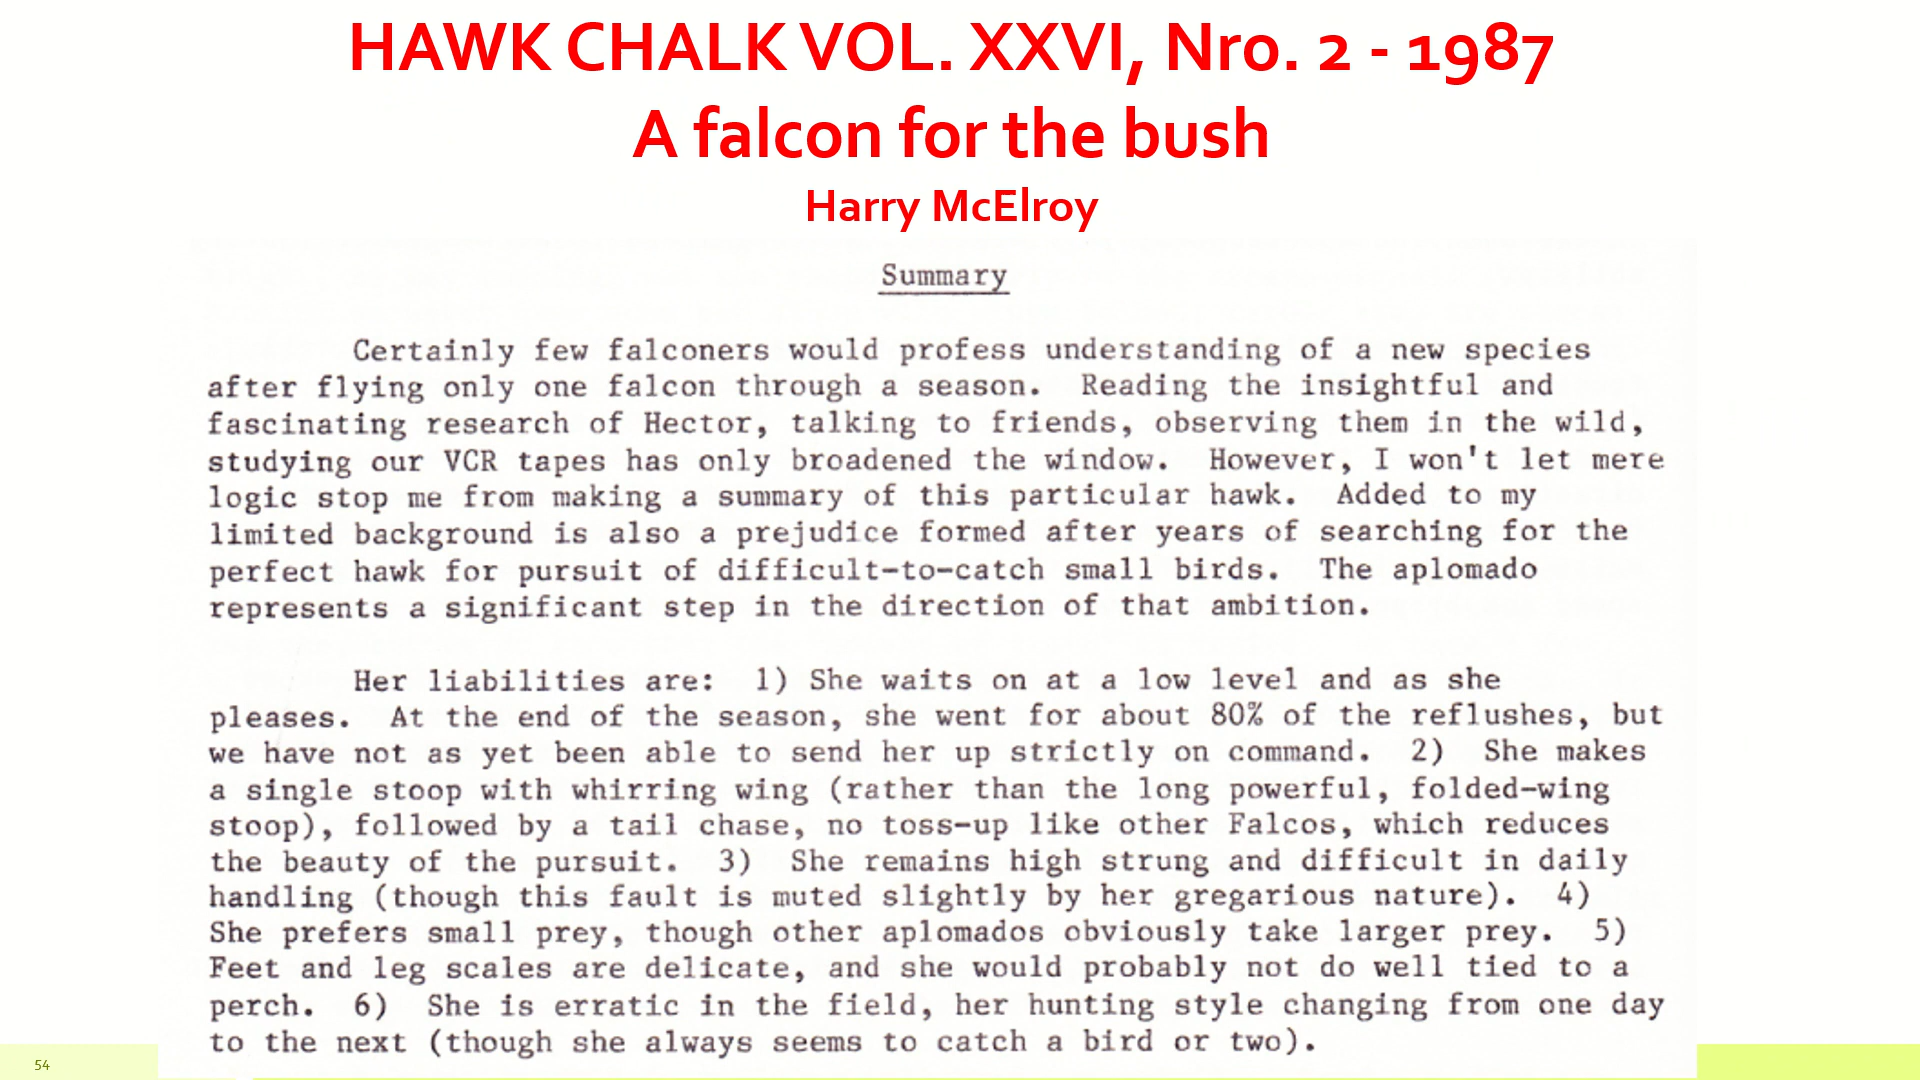 HAWK CHALK VOL. XXVI, Nro. 2 - 1987
A falcon for the bush
Harry McElroy
Summary
Certainly few falconers would profess understanding of a new species
after flying only one falcon through a season. Reading the insightful and
fascinating research of Hector, talking to friends, observing them in the wild,
studying our VCR tapes has only broadened the window. However, I won't let mere
logic stop me from making a summary of this particular hawk. Added to my
limited background is also a prejudice formed after years of searching for the
perfect hawk for pursuit of difficult-to-catch small birds. The aplomado
represents a significant step in the direction of that ambition.
Her liabilities are: 1) She waits on at a low level and as she
pleases. At the end of the season, she went for about 80% of the reflushes, but
we have not as yet been able to send her up strictly on command. 2) She makes
a single stoop with whirring wing (rather than the long powerful, folded-wing
stoop), followed by a tail chase, no toss-up like other Falcos, which reduces
the beauty of the pursuit. 3) She remains high strung and difficult in daily
handling (though this fault is muted slightly by her gregarious nature). 4)
She prefers small prey, though other aplomados obviously take larger prey. 5)
Feet and leg scales are delicate, and she would probably not do well tied to a
perch. 6) She is erratic in the field, her hunting style changing from one day
to the next (though she always seems to catch a bird or two).
54